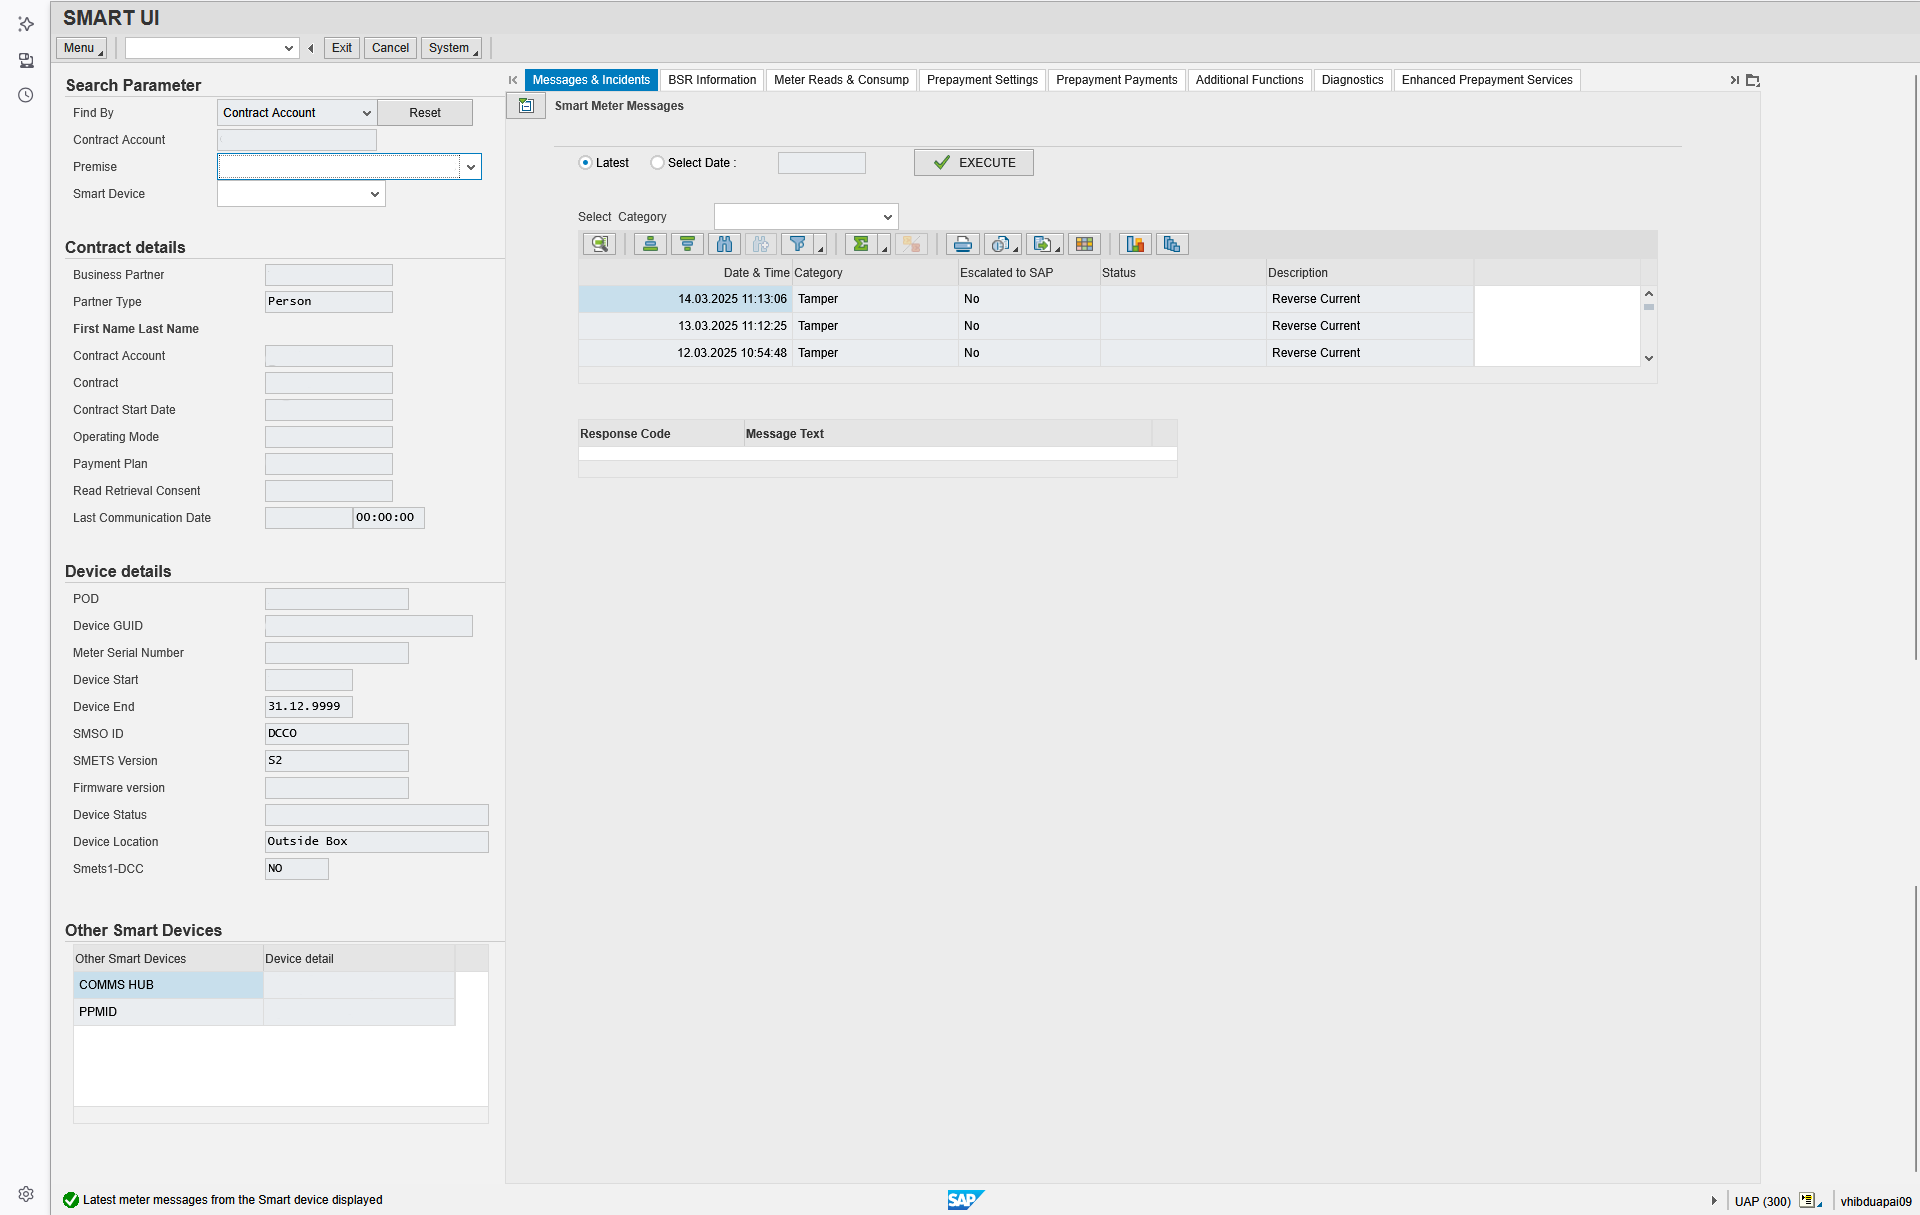 SMART UI
Menu
Exit
Cancel
System
Search Parameter
Find By
Contract Account
Reset
Contract Account
Premise
Smart Device
Contract details
Business Partner
Partner Type
Person
First Name Last Name
Contract Account
Contract
Contract Start Date
Operating Mode
Payment Plan
Read Retrieval Consent
Last Communication Date
00:00:00
Device details
POD
Device GUID
Meter Serial Number
Device Start
Device End
31.12.9999
SMSO ID
DCCO
SMETS Version
S2
Firmware version
Device Status
Device Location
Outside Box
Smets1-DCC
NO
Other Smart Devices
Other Smart Devices
Device detail
COMMS HUB
PPMID
Messages & Incidents
BSR Information
Meter Reads & Consump
Prepayment Settings
Prepayment Payments
Additional Functions
Diagnostics
Enhanced Prepayment Services
Smart Meter Messages
Latest
Select Date :
EXECUTE
Select Category
Date & Time Category Escalated to SAP Status Description
14.03.2025 11:13:06 Tamper No Reverse Current
13.03.2025 11:12:25 Tamper No Reverse Current
12.03.2025 10:54:48 Tamper No Reverse Current
Response Code Message Text
Latest meter messages from the Smart device displayed
SAP
UAP (300)
vhibduapai09